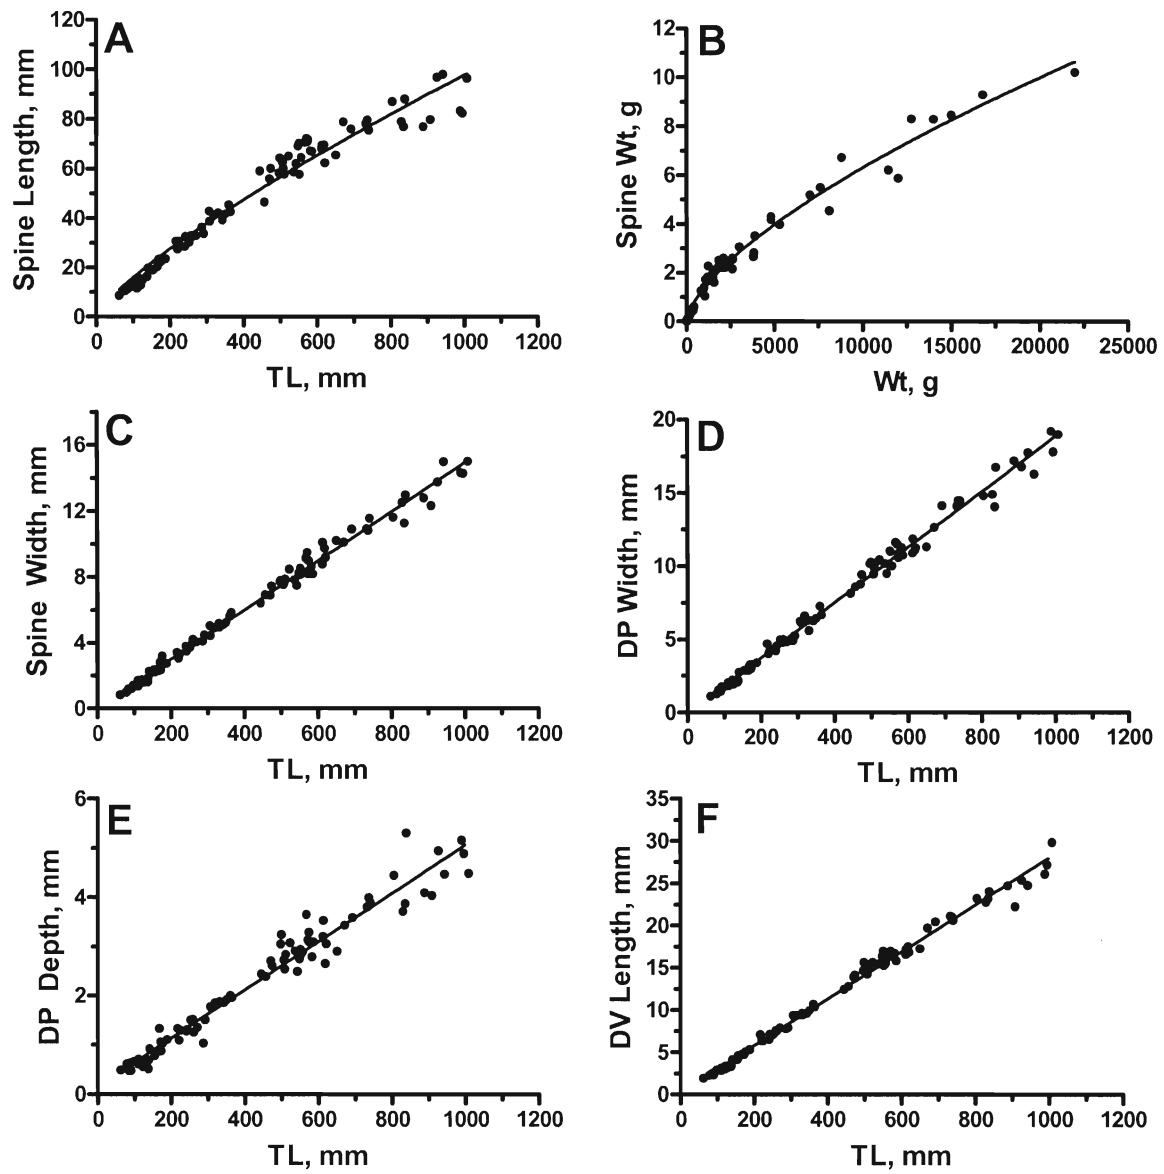 A
120
100
80
60
40
20
0
Spine Length, mm
0 200 400 600 800 1000 1200
TL, mm
B
12
10
8
6
4
2
0
Spine Wt, g
0 5000 10000 15000 20000 25000
Wt, g
C
16
12
8
4
0
Spine Width, mm
0 200 400 600 800 1000 1200
TL, mm
D
20
15
10
5
0
DP Width, mm
0 200 400 600 800 1000 1200
TL, mm
E
6
4
2
0
DP Depth, mm
0 200 400 600 800 1000 1200
TL, mm
F
35
30
25
20
15
10
5
0
DV Length, mm
0 200 400 600 800 1000 1200
TL, mm